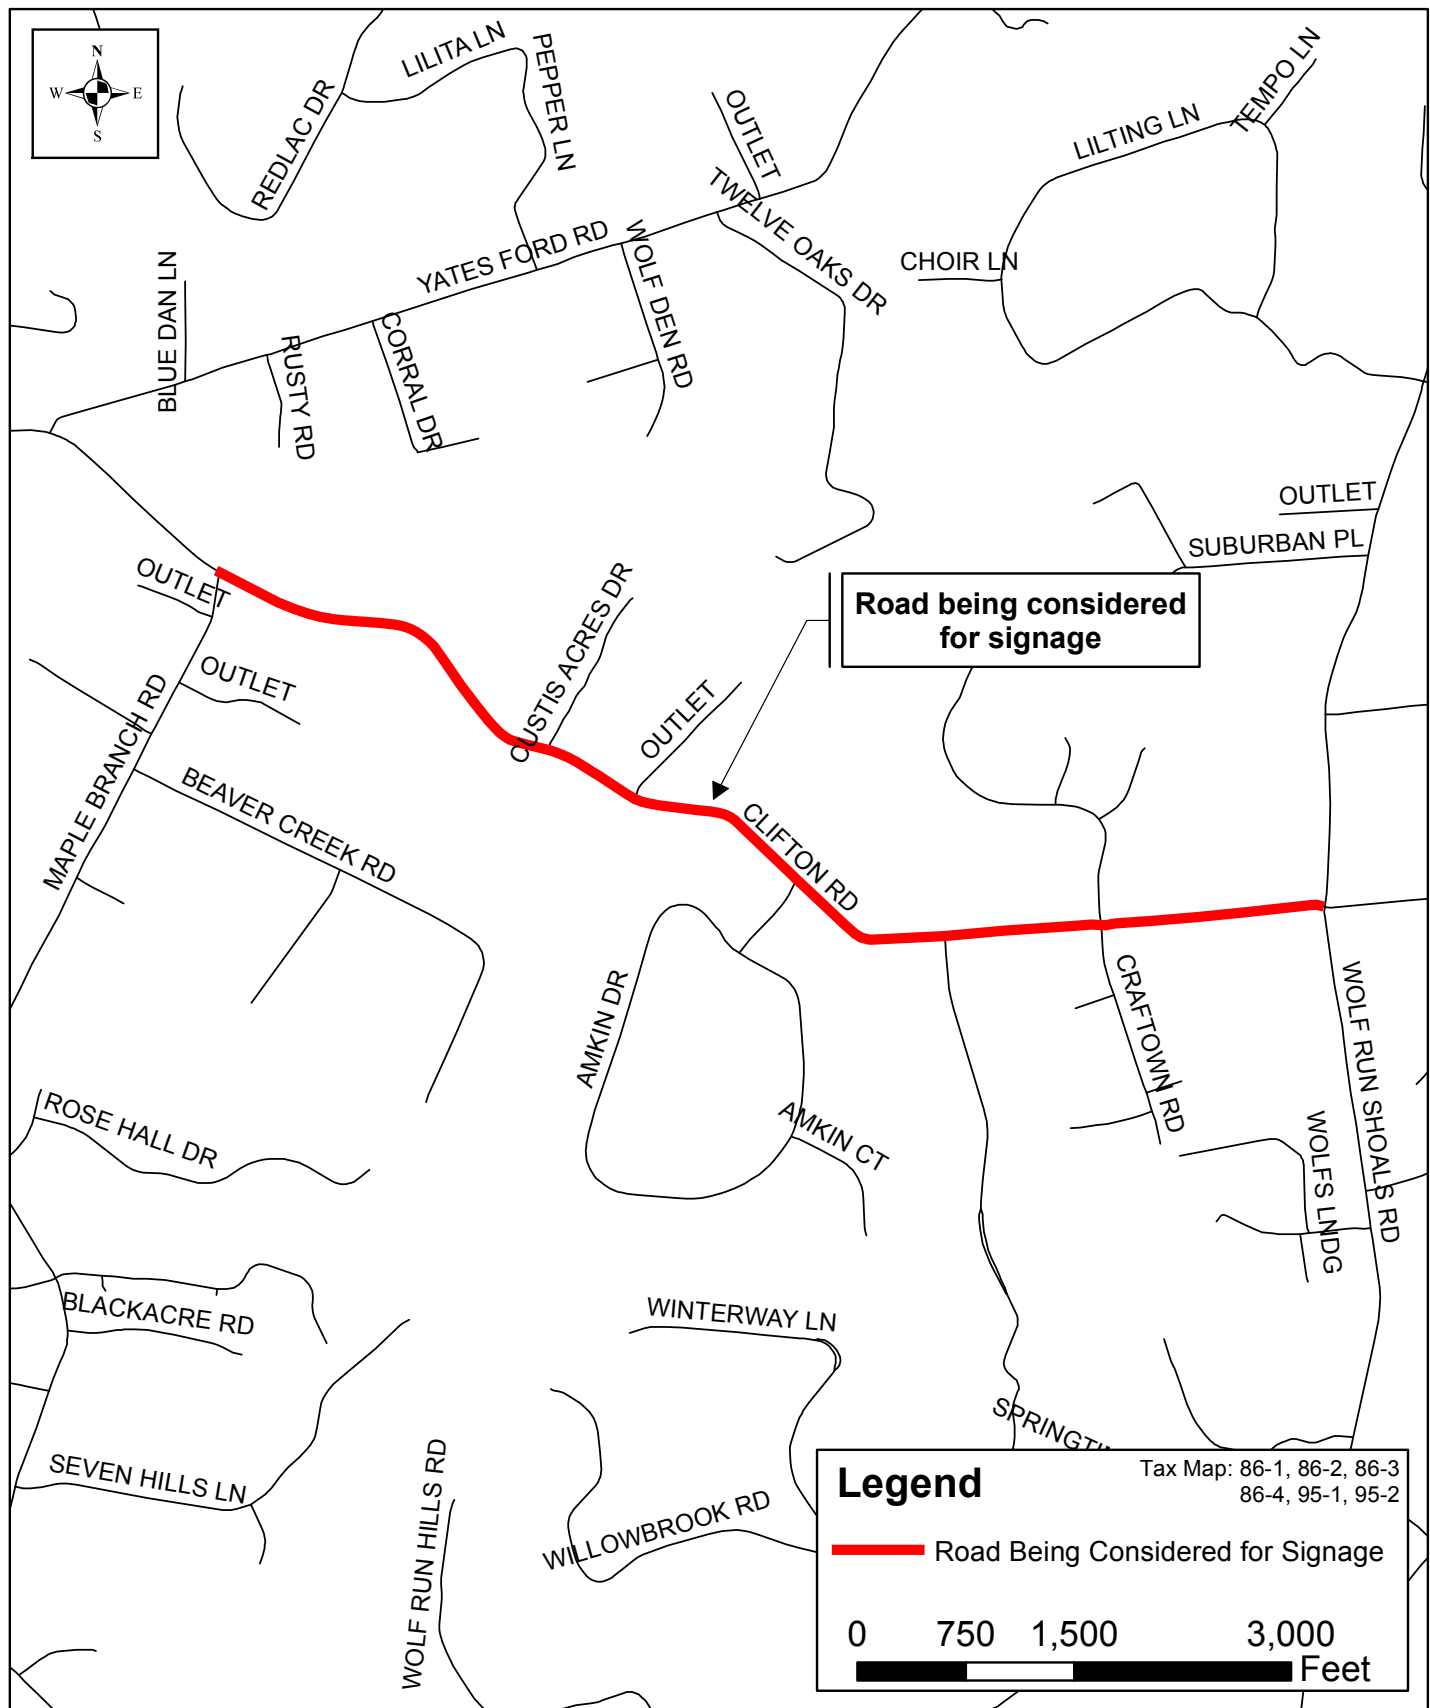 N
W E
S
LILITA LN
PEPPER LN
REDLAC DR
OUTLET
TEMPO LN
LILTING LN
TWELVE OAKS DR
YATES FORD RD
WOLF DEN RD
CHOIR LN
BLUE DAN LN
RUSTY RD
CORRAL DR
OUTLET
SUBURBAN PL
OUTLET
CUSTIS ACRES DR
Road being considered
for signage
OUTLET
OUTLET
MAPLE BRANCH RD
BEAVER CREEK RD
CLIFTON RD
AMKIN DR
CRAFTOWN RD
WOLF RUN SHOALS RD
ROSE HALL DR
AMKIN CT
WOLFS LNDG
BLACKACRE RD
WINTERWAY LN
SEVEN HILLS LN
WOLF RUN HILLS RD
WILLOWBROOK RD
Legend
Tax Map: 86-1, 86-2, 86-3
86-4, 95-1, 95-2
Road Being Considered for Signage
0 750 1,500 3,000
Feet